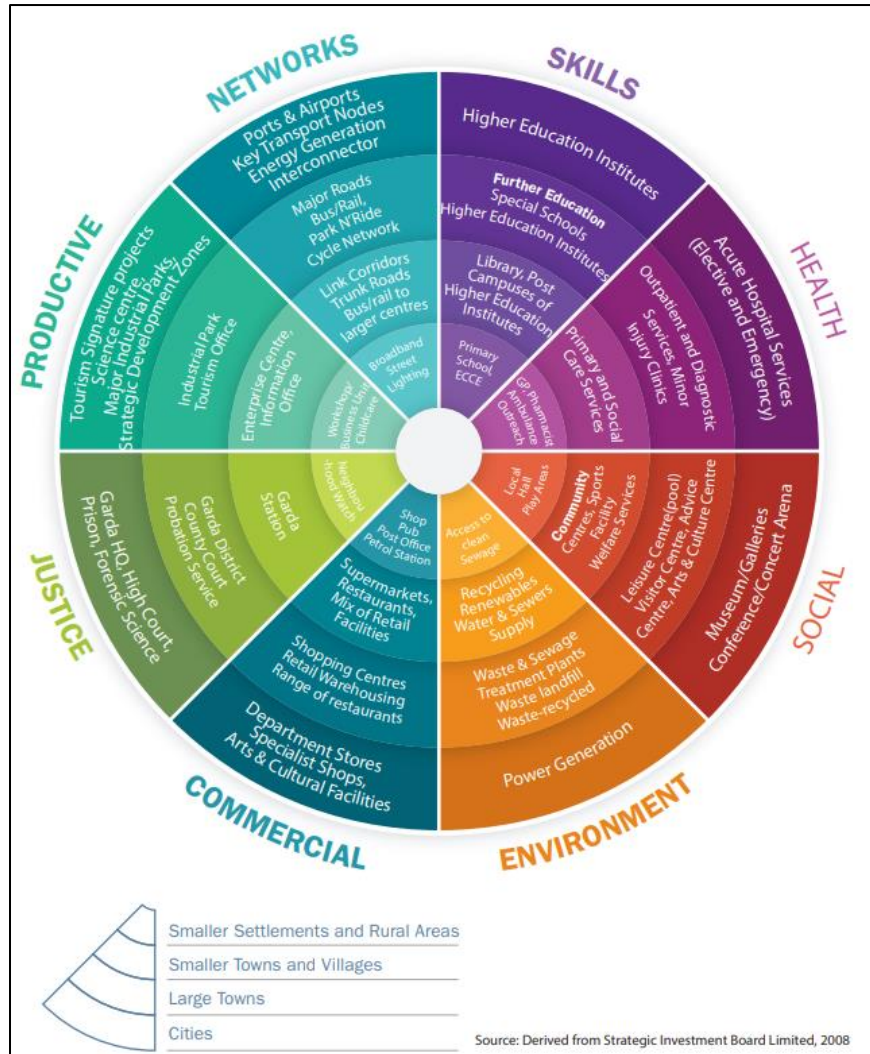 NETWORKS
Ports & Airports
Key Transport Nodes
Energy Generation
Interconnector
Major Roads
Bus/Rail,
Park N'Ride
Cycle Network
Link Corridors
Trunk Roads
Bus/rail to
larger centres
Broadband
Street
Lighting
SKILLS
Higher Education Institutes
Further Education
Special Schools
Higher Education Institutes
Library, Post
Campuses of
Higher Education
Institutes
Primary
School,
ECCE
HEALTH
Acute Hospital Services
(Elective and Emergency)
Outpatient and Diagnostic
Services, Minor
Injury Clinics
Primary and Social
Care Services
GP, Pharmacist
Ambulance
Outreach
SOCIAL
Museum/Galleries
Conference/Concert Arena
Leisure Centre(pool)
Visitor Centre, Advice
Centre, Arts & Culture Centre
Community
Centres, Sports
Facility
Welfare Services
Local
Hall
Play Areas
ENVIRONMENT
Access to
clean
Sewage
Recycling
Renewables
Water & Sewers
Supply
Waste & Sewage
Treatment Plants
Waste landfill
Waste-recycled
Power Generation
COMMERCIAL
Shop
Pub
Post Office
Petrol Station
Supermarkets,
Restaurants,
Mix of Retail
Facilities
Shopping Centres
Retail Warehousing
Range of restaurants
Department Stores
Specialist Shops,
Arts & Cultural Facilities
JUSTICE
Garda HQ, High Court,
Prison, Forensic Science
Garda District
County Court
Probation Service
Garda
Station
Neighbou
Hood Watch
PRODUCTIVE
Tourism Signature projects
Science centre,
Major Industrial Parks,
Strategic Development Zones
Industrial Park
Tourism Office
Enterprise Centre,
Information
Office
Workshop/
Business Unit
Childcare
Smaller Settlements and Rural Areas
Smaller Towns and Villages
Large Towns
Cities
Source: Derived from Strategic Investment Board Limited, 2008